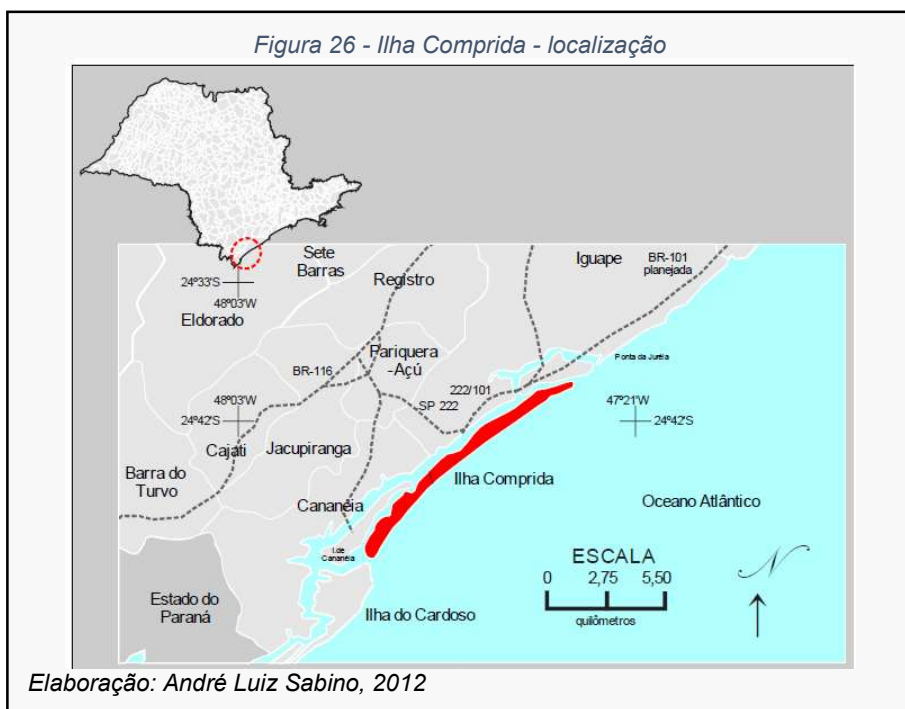 Figura 26 - Ilha Comprida - localização
Sete
Barras
Registro
Iguape
BR-101
planejada
24º33'S
48º03'W
Eldorado
Pariquera
-Açú
Ponta da Juréia
BR-116
222/101
SP 222
48º03'W
24º42'S
47º21'W
24º42'S
Cajati
Jacupiranga
Barra do
Turvo
Ilha Comprida
Cananéia
Oceano Atlântico
I.de
Cananéia
ESCALA
0 2,75 5,50
quilômetros
N
Estado do
Paraná
Ilha do Cardoso
Elaboração: André Luiz Sabino, 2012